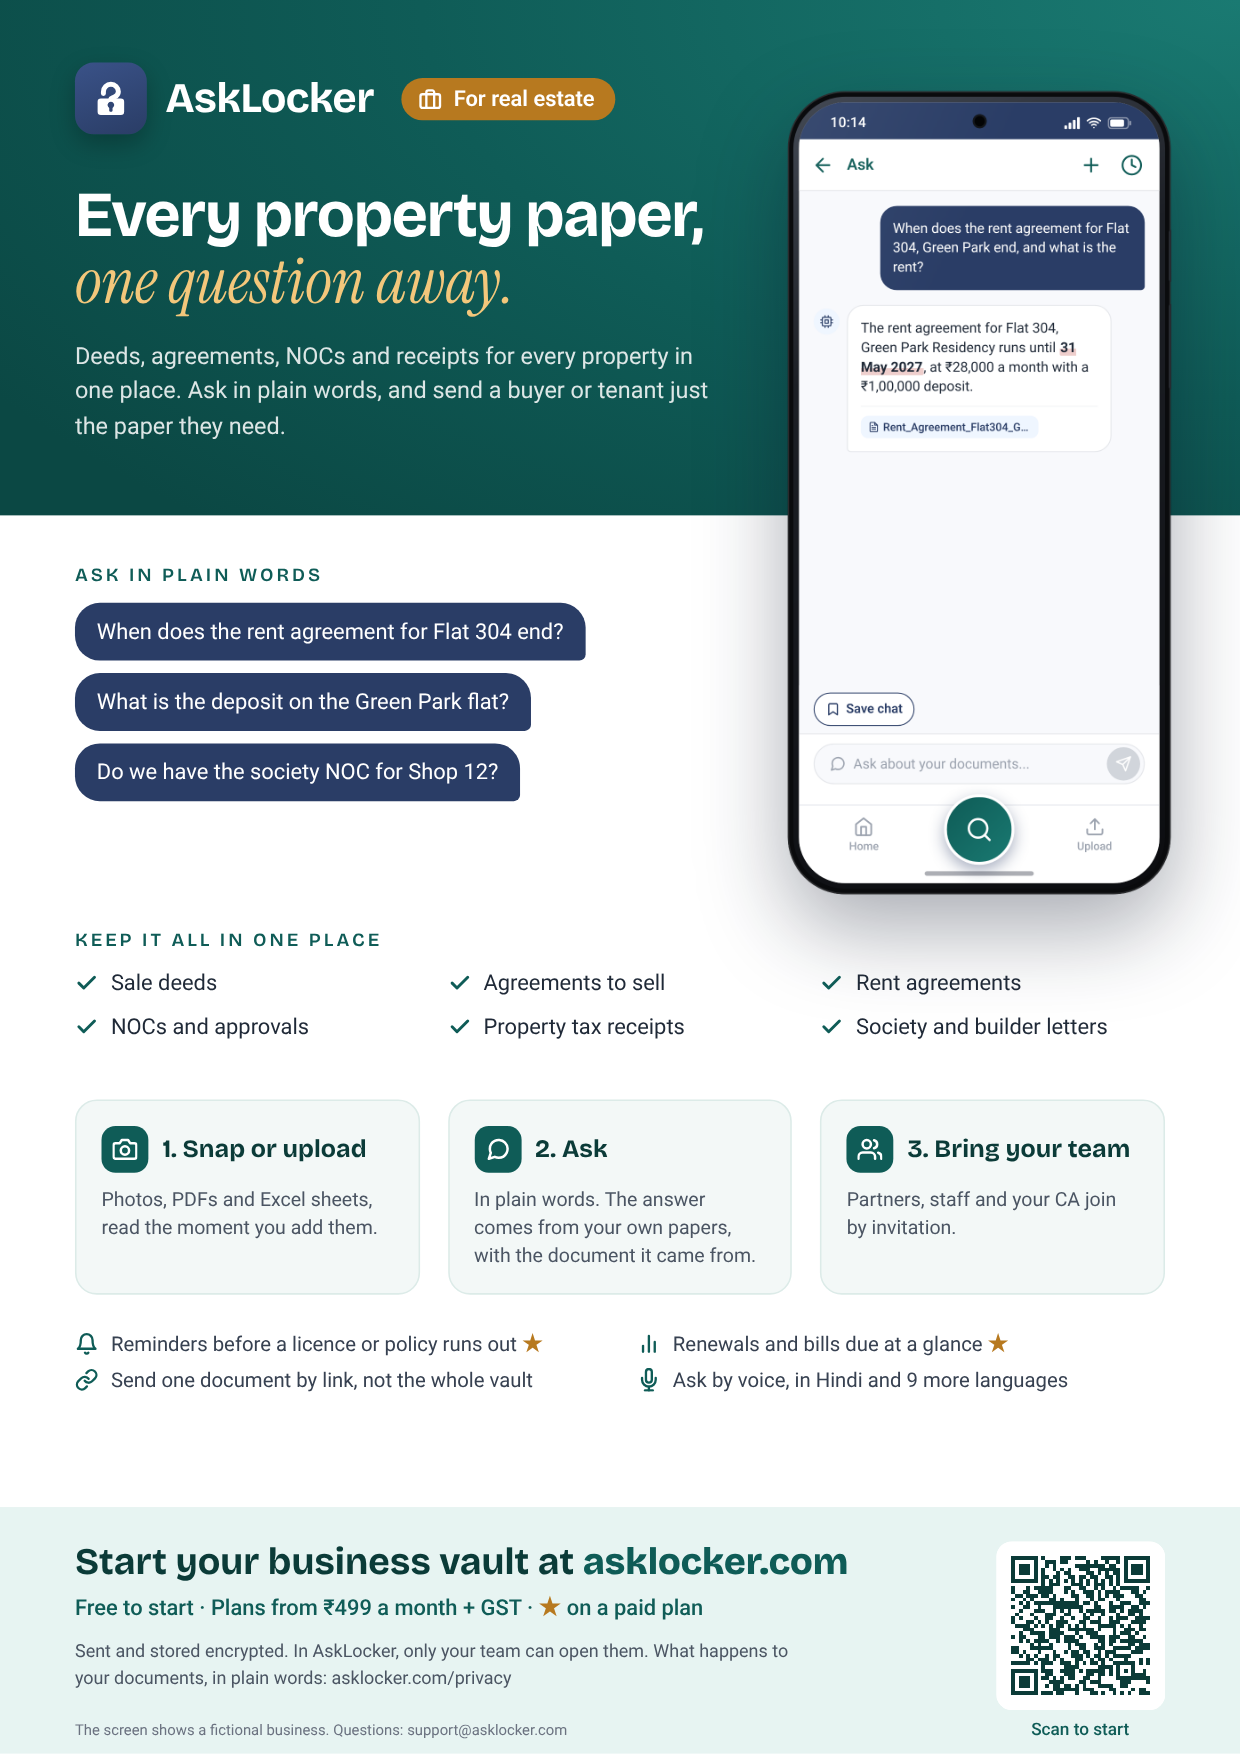 AskLocker
For real estate
Every property paper,
one question away.
Deeds, agreements, NOCs and receipts for every property in
one place. Ask in plain words, and send a buyer or tenant just
the paper they need.
10:14
Ask
When does the rent agreement for Flat
304, Green Park end, and what is the
rent?
The rent agreement for Flat 304,
Green Park Residency runs until 31
May 2027, at ₹28,000 a month with a
₹1,00,000 deposit.
Rent_Agreement_Flat304_G...
Save chat
Ask about your documents...
Home
Upload
ASK IN PLAIN WORDS
When does the rent agreement for Flat 304 end?
What is the deposit on the Green Park flat?
Do we have the society NOC for Shop 12?
KEEP IT ALL IN ONE PLACE
Sale deeds
Agreements to sell
Rent agreements
NOCs and approvals
Property tax receipts
Society and builder letters
1. Snap or upload
Photos, PDFs and Excel sheets,
read the moment you add them.
2. Ask
In plain words. The answer
comes from your own papers,
with the document it came from.
3. Bring your team
Partners, staff and your CA join
by invitation.
Reminders before a licence or policy runs out ★
Renewals and bills due at a glance ★
Send one document by link, not the whole vault
Ask by voice, in Hindi and 9 more languages
Start your business vault at asklocker.com
Free to start · Plans from ₹499 a month + GST · ★ on a paid plan
Sent and stored encrypted. In AskLocker, only your team can open them. What happens to
your documents, in plain words: asklocker.com/privacy
The screen shows a fictional business. Questions: support@asklocker.com
Scan to start